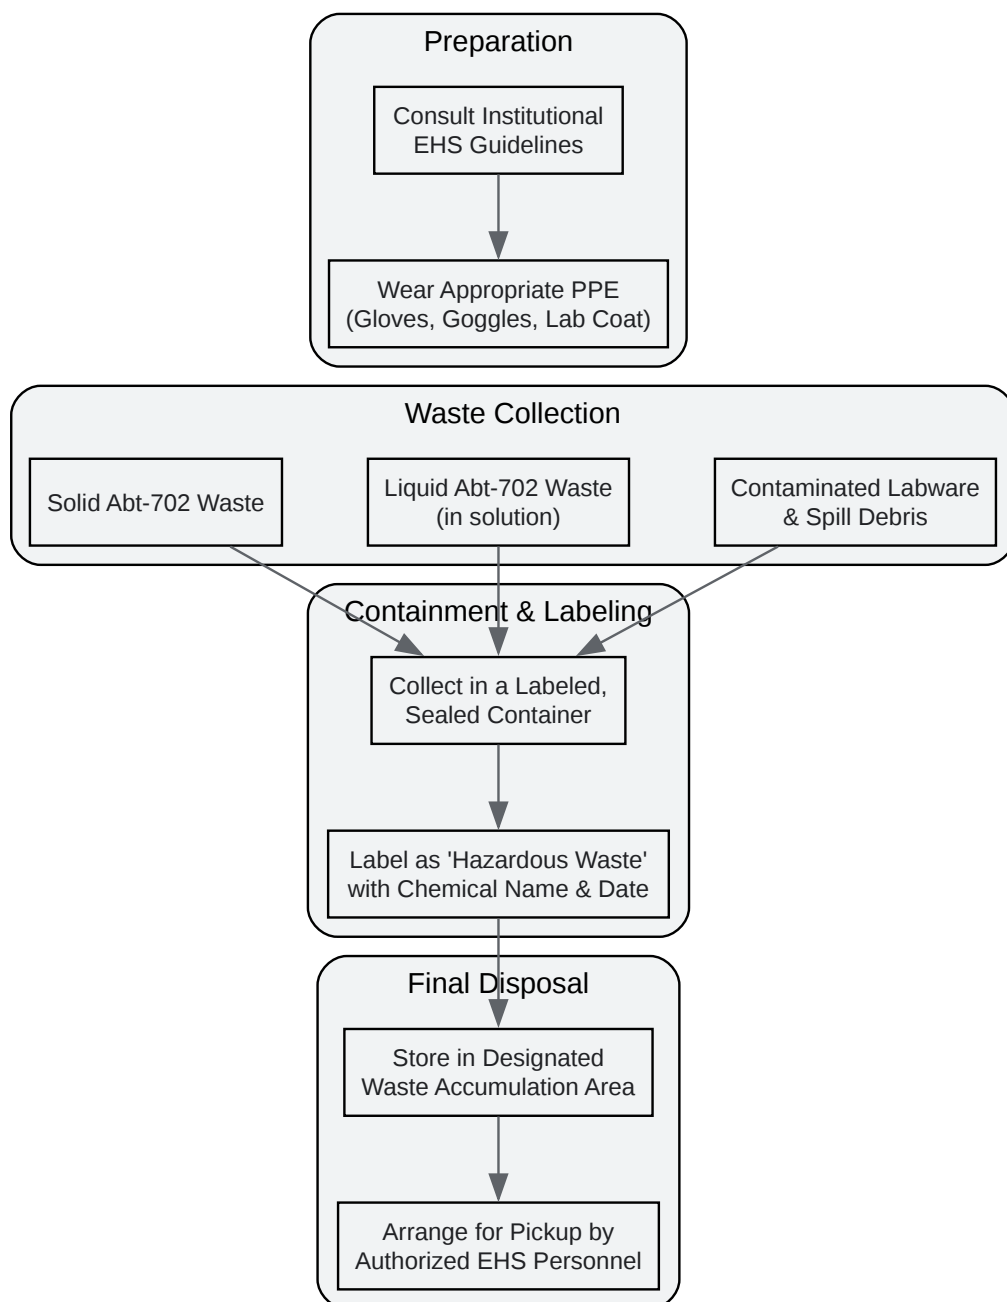 Preparation
Consult Institutional
EHS Guidelines
Wear Appropriate PPE
(Gloves, Goggles, Lab Coat)
Waste Collection
Solid Abt-702 Waste
Liquid Abt-702 Waste
(in solution)
Contaminated Labware
& Spill Debris
Containment & Labeling
Collect in a Labeled,
Sealed Container
Label as 'Hazardous Waste'
with Chemical Name & Date
Final Disposal
Store in Designated
Waste Accumulation Area
Arrange for Pickup by
Authorized EHS Personnel